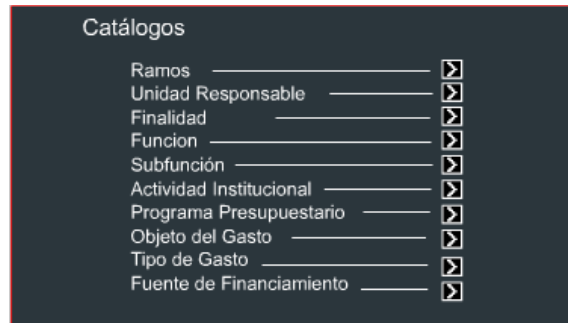 Catálogos
Ramos
Unidad Responsable
Finalidad
Funcion
Subfunción
Actividad Institucional
Programa Presupuestario
Objeto del Gasto
Tipo de Gasto
Fuente de Financiamiento